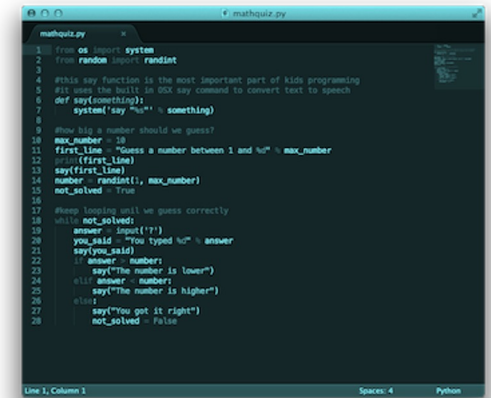 mathquiz.py
mathquiz.py ×
1 from os import system
2 from random import randint
3
4 #this say function is the most important part of kids programming
5 #it uses the built in OSX say command to convert text to speech
6 def say(something):
7     system('say "%s"' % something)
8
9 #how big a number should we guess?
10 max_number = 10
11 first_line = "Guess a number between 1 and %d" % max_number
12 print(first_line)
13 say(first_line)
14 number = randint(1, max_number)
15 not_solved = True
16
17 #keep looping unil we guess correctly
18 while not_solved:
19     answer = input('?')
20     you_said = "You typed %d" % answer
21     say(you_said)
22     if answer > number:
23         say("The number is lower")
24     elif answer < number:
25         say("The number is higher")
26     else:
27         say("You got it right")
28         not_solved = False
Line 1, Column 1 Spaces: 4 Python